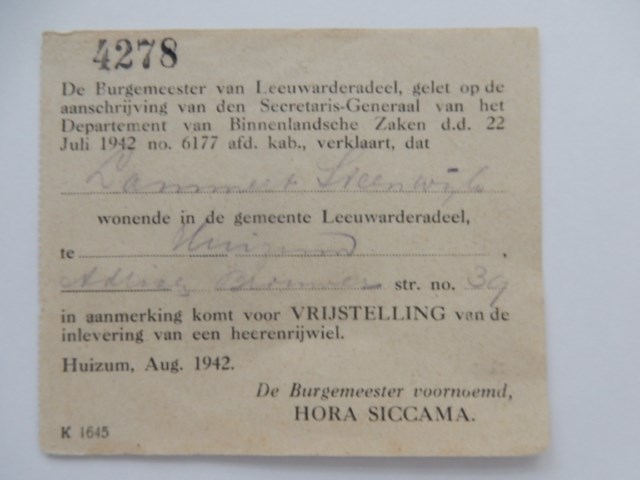 4278
De Burgemeester van Leeuwarderadeel, gelet op de
aanschrijving van den Secretaris-Generaal van het
Departement van Binnenlandsche Zaken d.d. 22
Juli 1942 no. 6177 afd. kab., verklaart, dat
Lammert
wonende in de gemeente Leeuwarderadeel,
te Huizum,
str. no. 39
in aanmerking komt voor VRIJSTELLING van de
inlevering van een heerenrijwiel.
Huizum, Aug. 1942.
De Burgemeester voornoemd,
HORA SICCAMA.
K 1645